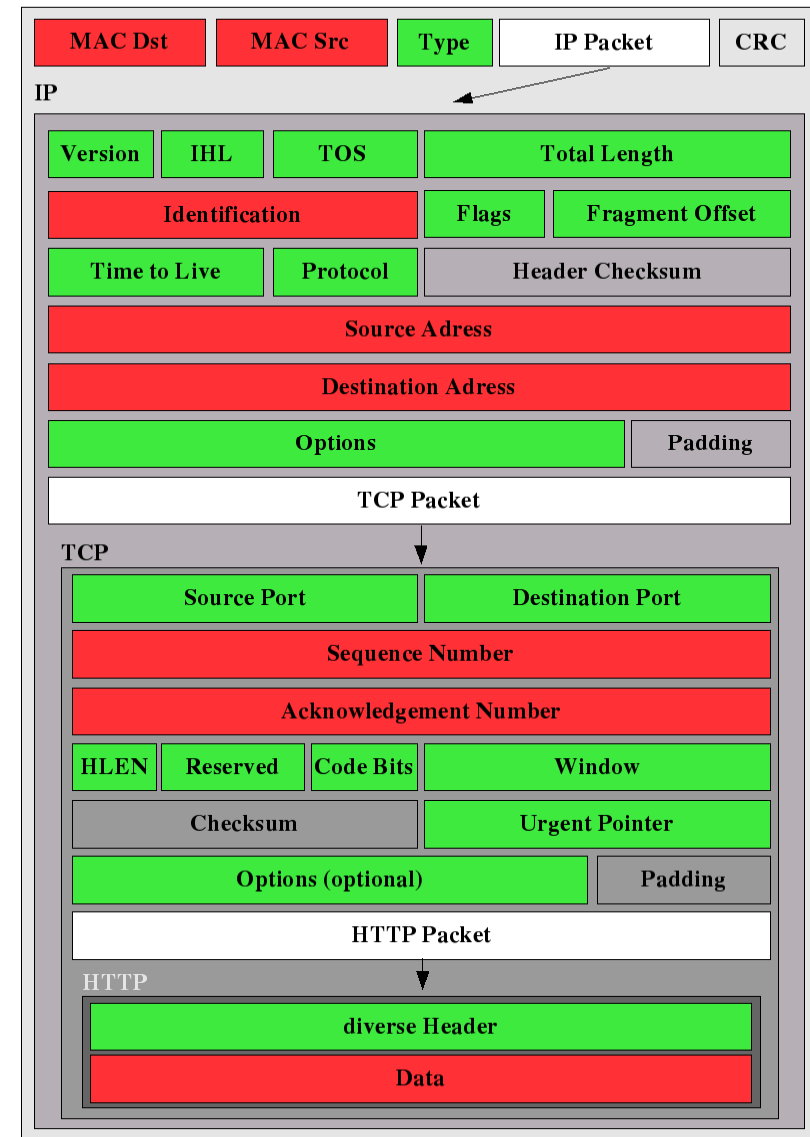 MAC Dst MAC Src Type IP Packet CRC
IP
Version IHL TOS Total Length
Identification Flags Fragment Offset
Time to Live Protocol Header Checksum
Source Adress
Destination Adress
Options Padding
TCP Packet
TCP
Source Port Destination Port
Sequence Number
Acknowledgement Number
HLEN Reserved Code Bits Window
Checksum Urgent Pointer
Options (optional) Padding
HTTP Packet
HTTP
diverse Header
Data